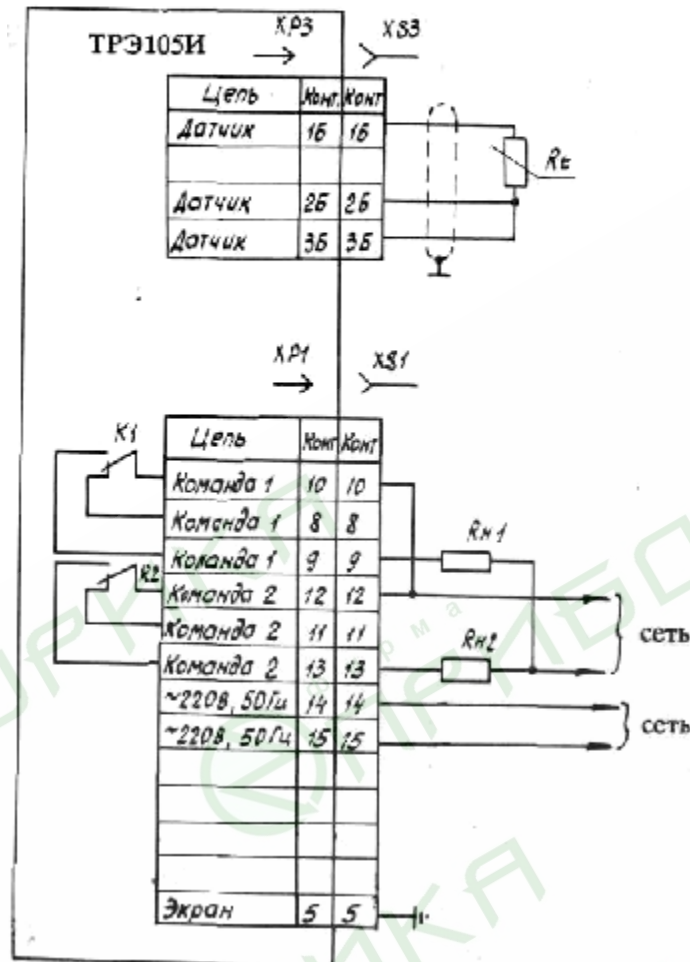 ТРЭ105И
XP3 XS3
Цепь Конт. Конт
Датчик 1Б 1Б
Rt
Датчик 2Б 2Б
Датчик 3Б 3Б
XP1 XS1
K1
Цепь Конт Конт
Команда 1 10 10
Команда 1 8 8
Rн1
Команда 1 9 9
K2
Команда 2 12 12
Команда 2 11 11
сеть
Rн2
Команда 2 13 13
~220В, 50Гц 14 14
сеть
~220В, 50Гц 15 15
Экран 5 5
фирма